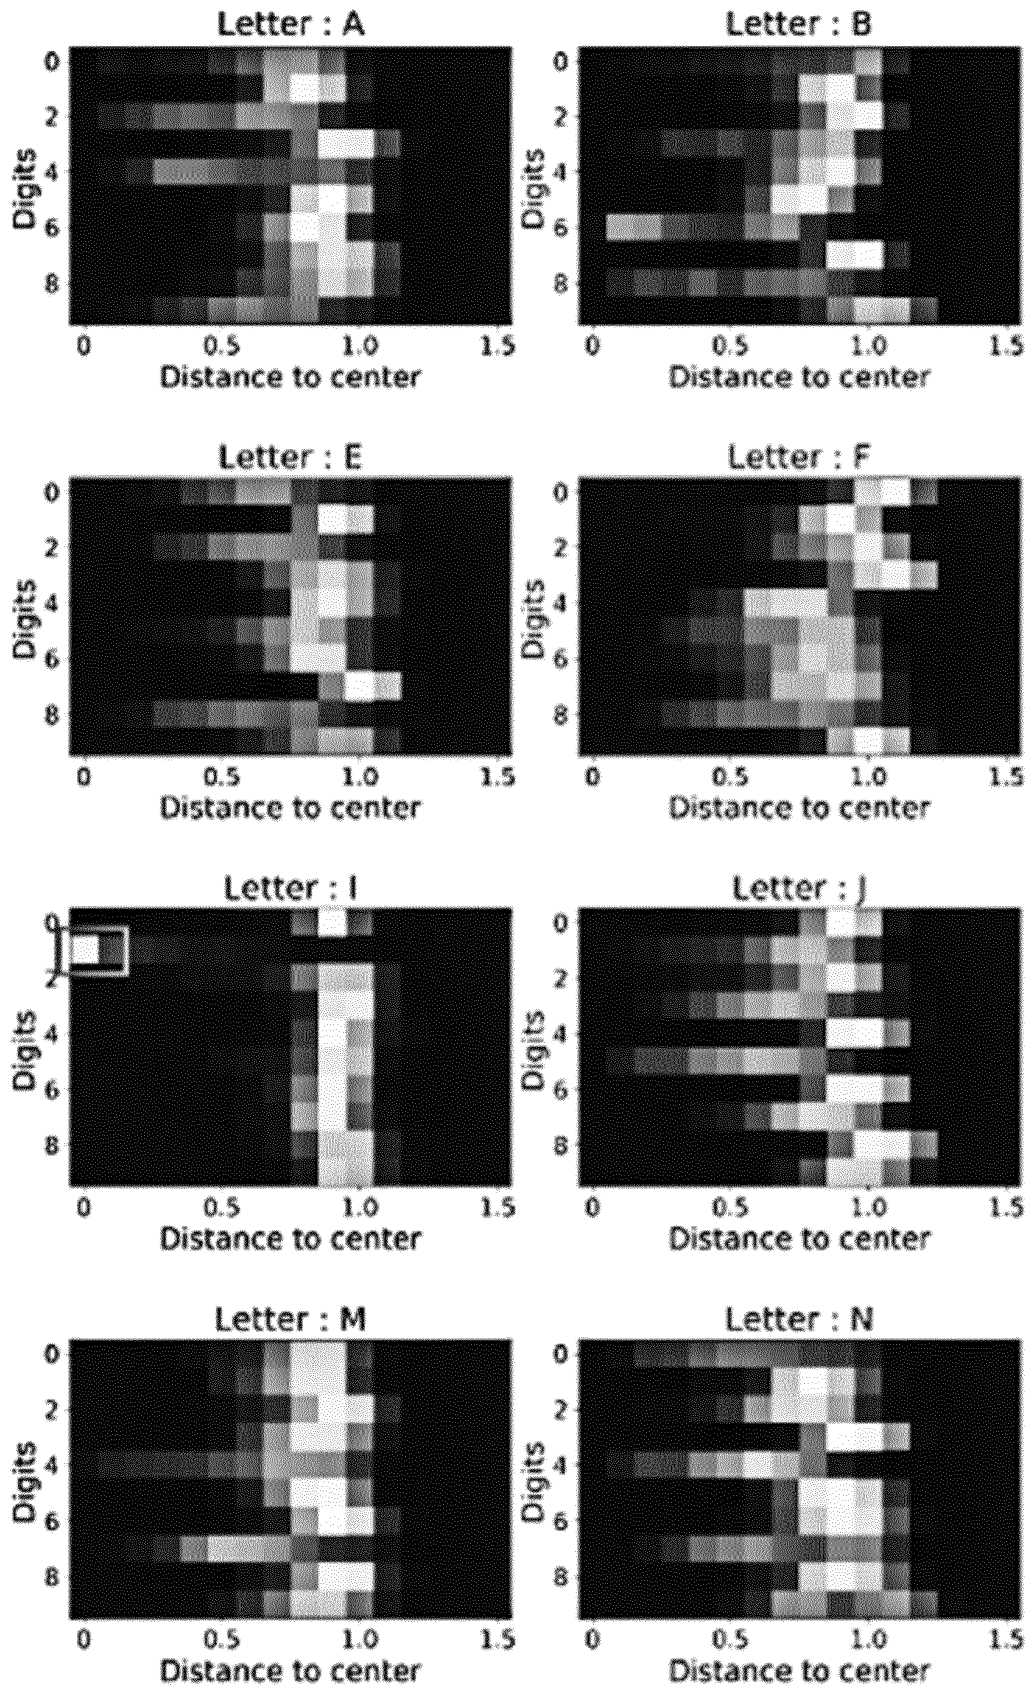 Letter : A
0
2
4
6
8
Digits
0 0.5 1.0 1.5
Distance to center
Letter : B
0
2
4
6
8
Digits
0 0.5 1.0 1.5
Distance to center
Letter : E
0
2
4
6
8
Digits
0 0.5 1.0 1.5
Distance to center
Letter : F
0
2
4
6
8
Digits
0 0.5 1.0 1.5
Distance to center
Letter : I
0
2
4
6
8
Digits
0 0.5 1.0 1.5
Distance to center
Letter : J
0
2
4
6
8
Digits
0 0.5 1.0 1.5
Distance to center
Letter : M
0
2
4
6
8
Digits
0 0.5 1.0 1.5
Distance to center
Letter : N
0
2
4
6
8
Digits
0 0.5 1.0 1.5
Distance to center